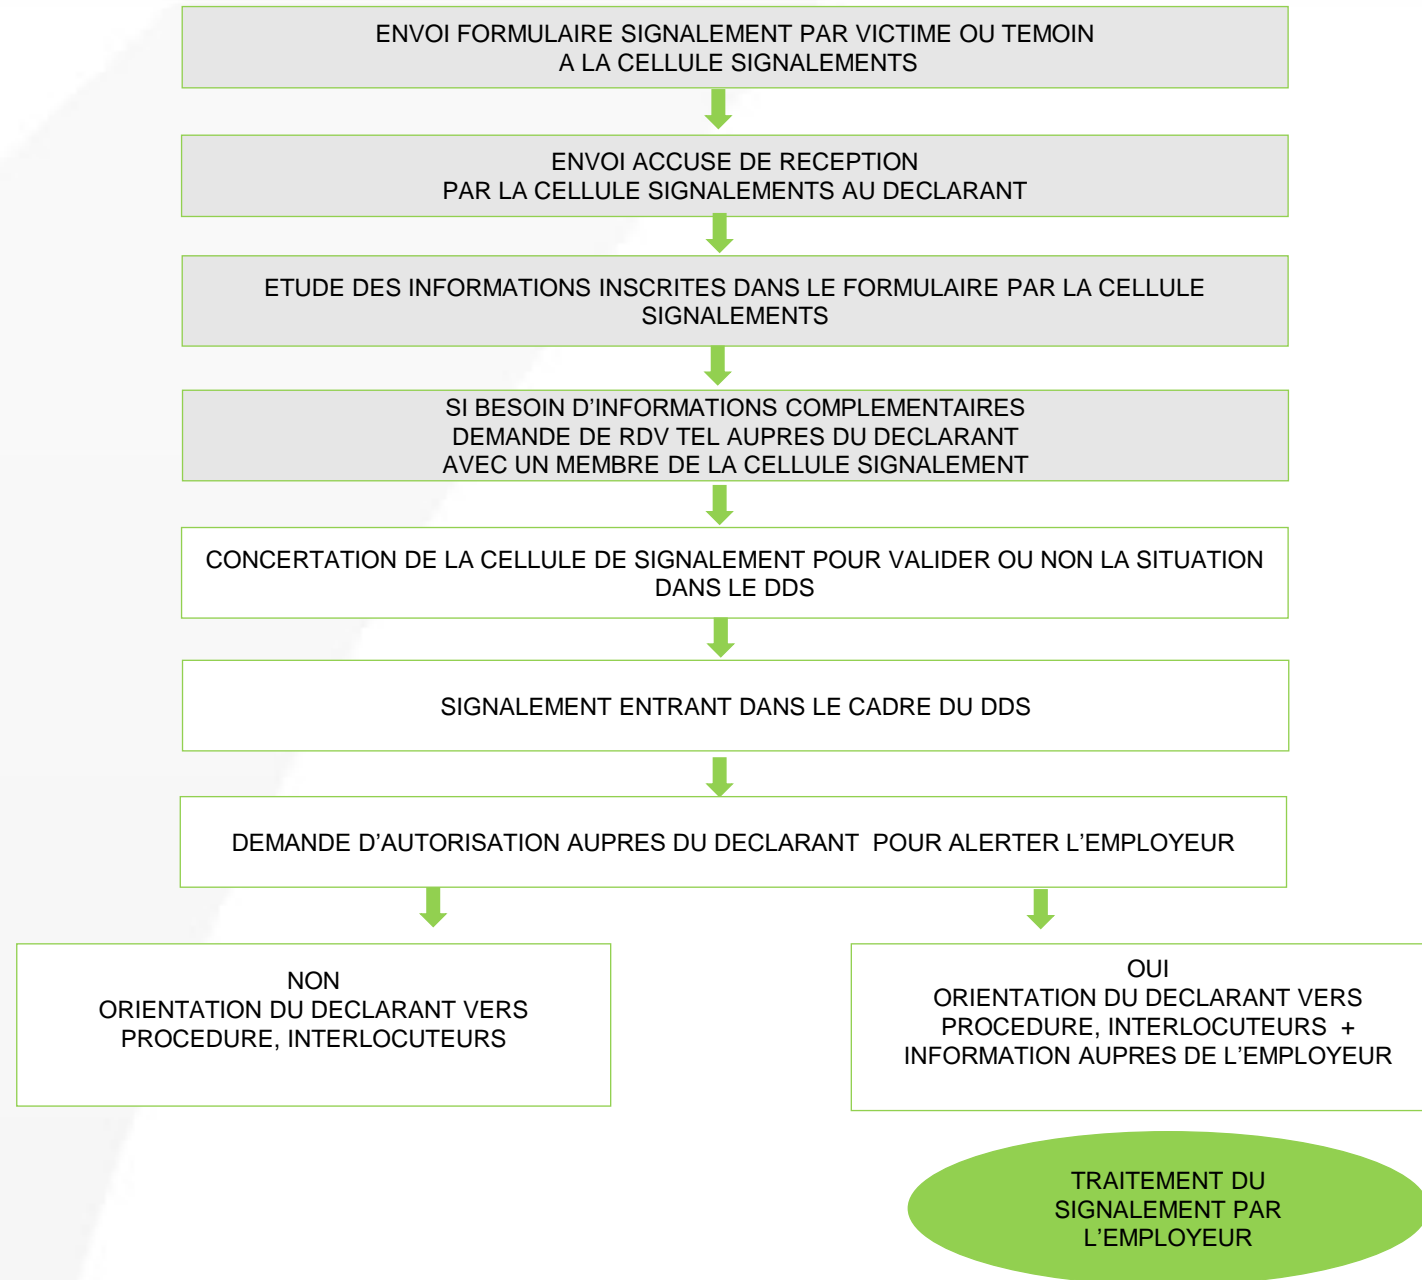 ENVOI FORMULAIRE SIGNALEMENT PAR VICTIME OU TEMOIN
A LA CELLULE SIGNALEMENTS
ENVOI ACCUSE DE RECEPTION
PAR LA CELLULE SIGNALEMENTS AU DECLARANT
ETUDE DES INFORMATIONS INSCRITES DANS LE FORMULAIRE PAR LA CELLULE
SIGNALEMENTS
SI BESOIN D’INFORMATIONS COMPLEMENTAIRES
DEMANDE DE RDV TEL AUPRES DU DECLARANT
AVEC UN MEMBRE DE LA CELLULE SIGNALEMENT
CONCERTATION DE LA CELLULE DE SIGNALEMENT POUR VALIDER OU NON LA SITUATION
DANS LE DDS
SIGNALEMENT ENTRANT DANS LE CADRE DU DDS
DEMANDE D’AUTORISATION AUPRES DU DECLARANT  POUR ALERTER L’EMPLOYEUR
NON
ORIENTATION DU DECLARANT VERS
PROCEDURE, INTERLOCUTEURS
OUI
ORIENTATION DU DECLARANT VERS
PROCEDURE, INTERLOCUTEURS  +
INFORMATION AUPRES DE L’EMPLOYEUR
TRAITEMENT DU
SIGNALEMENT PAR
L’EMPLOYEUR